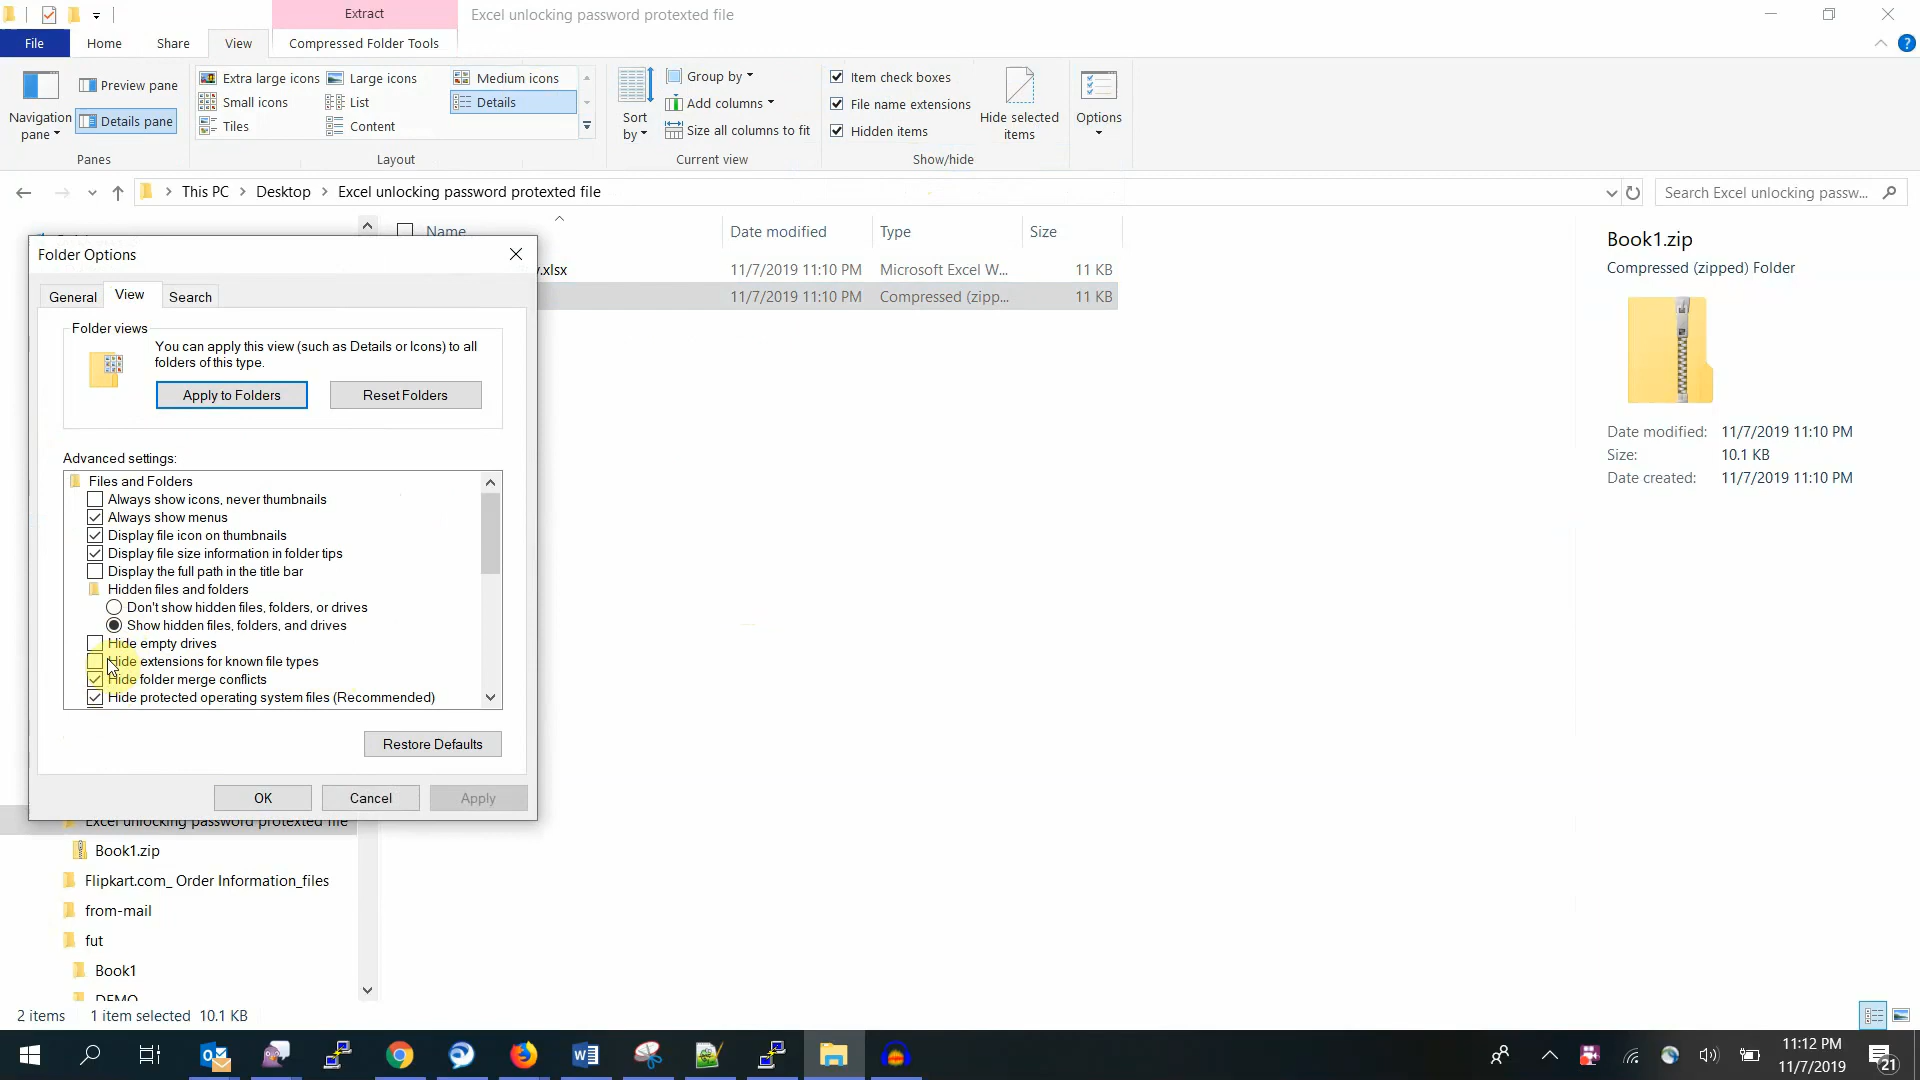 Extract
Excel unlocking password protexted file
File
Home
Share
View
Compressed Folder Tools
Navigation
pane
Preview pane
Details pane
Panes
Extra large icons
Large icons
Medium icons
Small icons
List
Details
Tiles
Content
Layout
Sort
by
Group by
Add columns
Size all columns to fit
Current view
Item check boxes
File name extensions
Hidden items
Hide selected
items
Show/hide
Options
This PC
Desktop
Excel unlocking password protexted file
Search Excel unlocking passw...
Name
Date modified
Type
Size
.xlsx
11/7/2019 11:10 PM
Microsoft Excel W...
11 KB
11/7/2019 11:10 PM
Compressed (zipp...
11 KB
Book1.zip
Compressed (zipped) Folder
Date modified: 11/7/2019 11:10 PM
Size: 10.1 KB
Date created: 11/7/2019 11:10 PM
Folder Options
General
View
Search
Folder views
You can apply this view (such as Details or Icons) to all
folders of this type.
Apply to Folders
Reset Folders
Advanced settings:
Files and Folders
Always show icons, never thumbnails
Always show menus
Display file icon on thumbnails
Display file size information in folder tips
Display the full path in the title bar
Hidden files and folders
Don't show hidden files, folders, or drives
Show hidden files, folders, and drives
Hide empty drives
Hide extensions for known file types
Hide folder merge conflicts
Hide protected operating system files (Recommended)
Restore Defaults
OK
Cancel
Apply
Excel unlocking password protexted file
Book1.zip
Flipkart.com_ Order Information_files
from-mail
fut
Book1
DEMO
2 items
1 item selected 10.1 KB
11:12 PM
11/7/2019
21